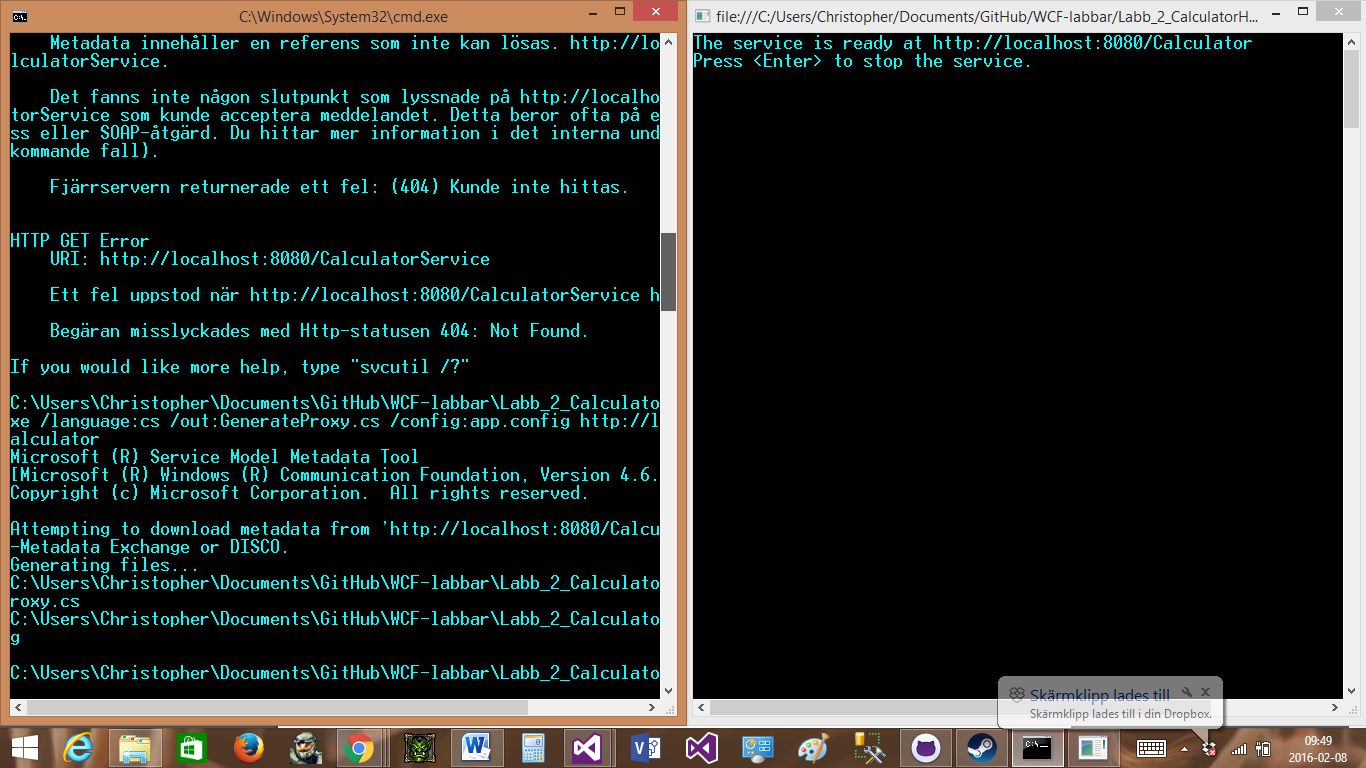 C:\Windows\System32\cmd.exe
Metadata innehåller en referens som inte kan lösas. http://lo
lculatorService.
Det fanns inte någon slutpunkt som lyssnade på http://localho
torService som kunde acceptera meddelandet. Detta beror ofta på e
ss eller SOAP-åtgärd. Du hittar mer information i det interna und
kommande fall).
Fjärrservern returnerade ett fel: (404) Kunde inte hittas.
HTTP GET Error
URI: http://localhost:8080/CalculatorService
Ett fel uppstod när http://localhost:8080/CalculatorService h
Begäran misslyckades med Http-statusen 404: Not Found.
If you would like more help, type "svcutil /?"
C:\Users\Christopher\Documents\GitHub\WCF-labbar\Labb_2_Calculato
xe /language:cs /out:GenerateProxy.cs /config:app.config http://l
alculator
Microsoft (R) Service Model Metadata Tool
[Microsoft (R) Windows (R) Communication Foundation, Version 4.6.
Copyright (c) Microsoft Corporation.  All rights reserved.
Attempting to download metadata from 'http://localhost:8080/Calcu
-Metadata Exchange or DISCO.
Generating files...
C:\Users\Christopher\Documents\GitHub\WCF-labbar\Labb_2_Calculato
roxy.cs
C:\Users\Christopher\Documents\GitHub\WCF-labbar\Labb_2_Calculato
g
C:\Users\Christopher\Documents\GitHub\WCF-labbar\Labb_2_Calculato
file:///C:/Users/Christopher/Documents/GitHub/WCF-labbar/Labb_2_CalculatorH...
The service is ready at http://localhost:8080/Calculator
Press <Enter> to stop the service.
Skärmklipp lades till
Skärmklipp lades till i din Dropbox.
09:49
2016-02-08